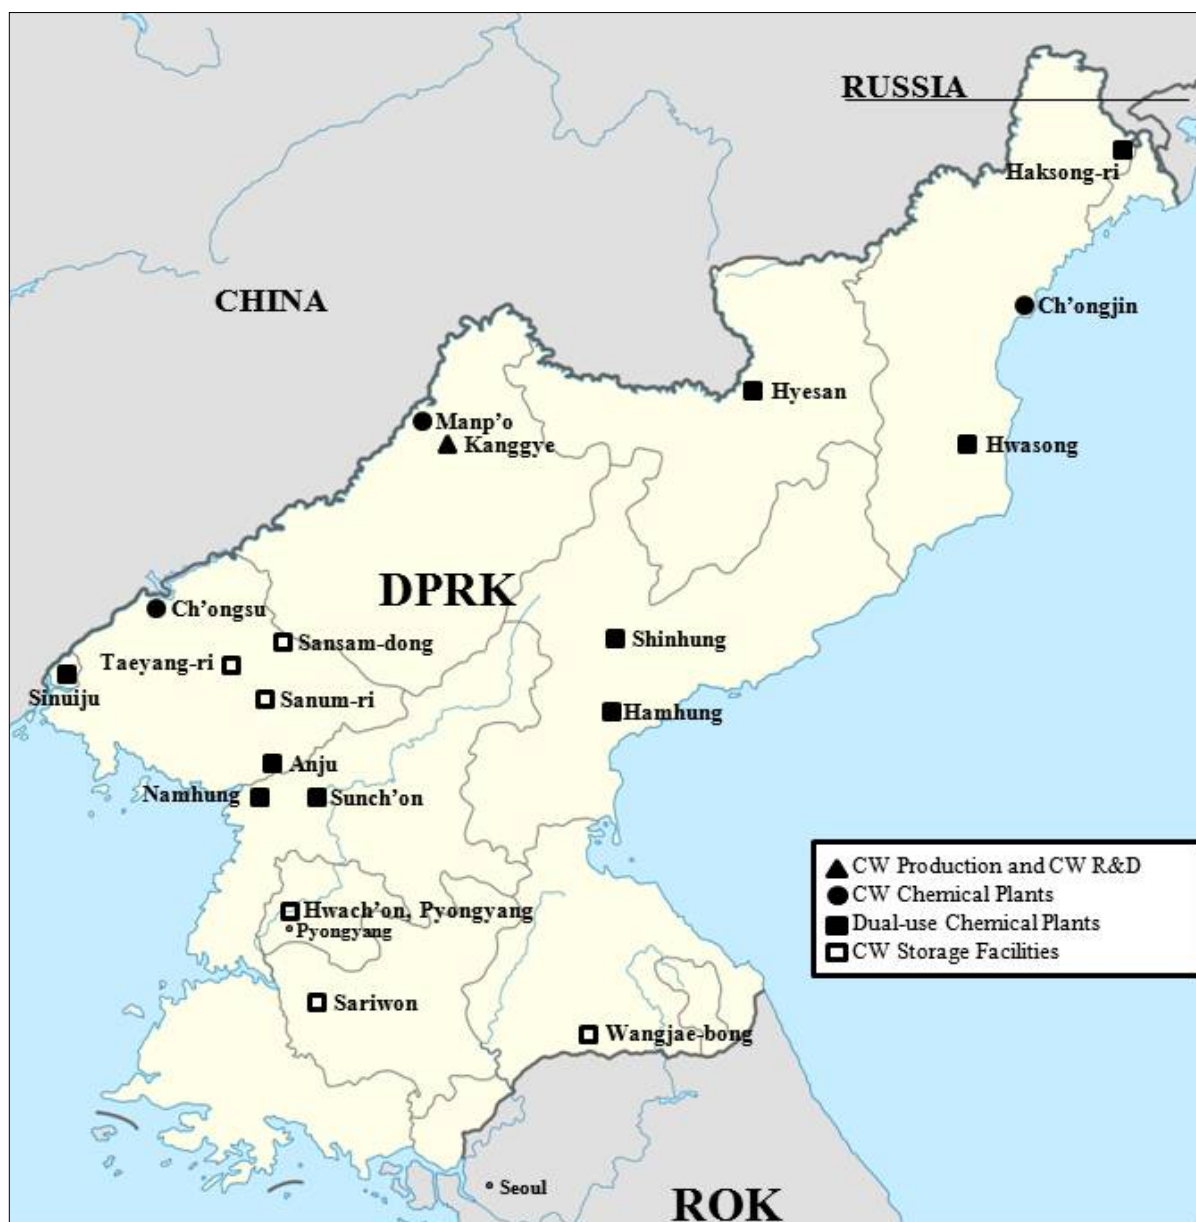 RUSSIA
Haksong-ri
CHINA
Ch'ongjin
Hyesan
Manp'o
Kanggye
Hwasong
DPRK
Ch'ongsu
Sansam-dong
Shinhung
Taeyang-ri
Sinuiju
Sanum-ri
Hamhung
Anju
Namhung
Sunch'on
CW Production and CW R&D
CW Chemical Plants
Dual-use Chemical Plants
CW Storage Facilities
Hwach'on, Pyongyang
Pyongyang
Sariwon
Wangjae-bong
Seoul
ROK